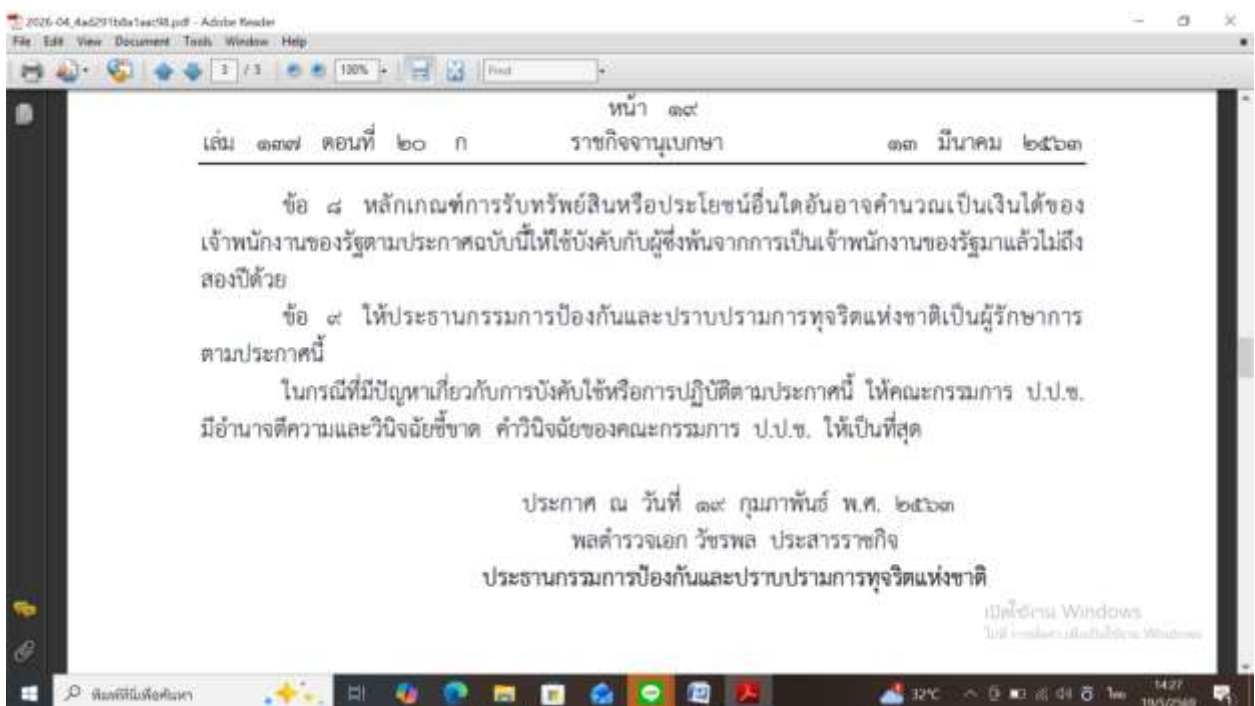 2026-04_4ad291b8a1aac98.pdf - Adobe Reader
File Edit View Document Tools Window Help
3 / 3 100% Find
หน้า ๑๙
เล่ม ๑๓๗ ตอนที่ ๒๐ ก ราชกิจจานุเบกษา ๑๓ มีนาคม ๒๕๖๓
ข้อ ๘ หลักเกณฑ์การรับทรัพย์สินหรือประโยชน์อื่นใดอันอาจคำนวณเป็นเงินได้ของ
เจ้าพนักงานของรัฐตามประกาศฉบับนี้ให้ใช้บังคับกับผู้ซึ่งพ้นจากการเป็นเจ้าพนักงานของรัฐมาแล้วไม่ถึง
สองปีด้วย
ข้อ ๙ ให้ประธานกรรมการป้องกันและปราบปรามการทุจริตแห่งชาติเป็นผู้รักษาการ
ตามประกาศนี้
ในกรณีที่มีปัญหาเกี่ยวกับการบังคับใช้หรือการปฏิบัติตามประกาศนี้ ให้คณะกรรมการ ป.ป.ช.
มีอำนาจตีความและวินิจฉัยชี้ขาด คำวินิจฉัยของคณะกรรมการ ป.ป.ช. ให้เป็นที่สุด
ประกาศ ณ วันที่ ๑๙ กุมภาพันธ์ พ.ศ. ๒๕๖๓
พลตำรวจเอก วัชรพล ประสารราชกิจ
ประธานกรรมการป้องกันและปราบปรามการทุจริตแห่งชาติ
เปิดใช้งาน Windows
พิมพ์ที่นี่เพื่อค้นหา 32°C ไทย 14:27
19/5/2569